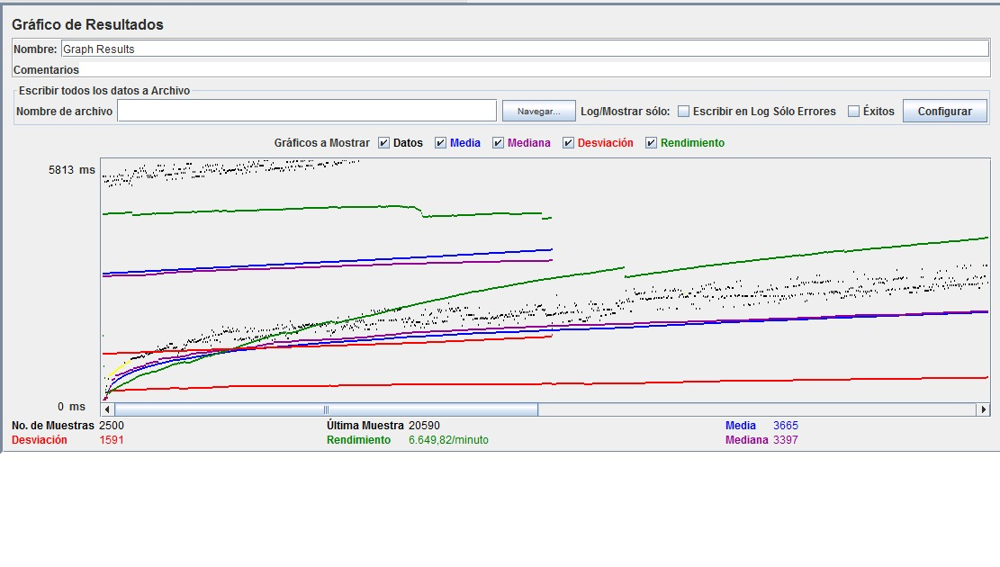 Gráfico de Resultados
Nombre: Graph Results
Comentarios
Escribir todos los datos a Archivo
Nombre de archivo Navegar... Log/Mostrar sólo: Escribir en Log Sólo Errores Éxitos Configurar
Gráficos a Mostrar Datos Media Mediana Desviación Rendimiento
5813 ms
0 ms
No. de Muestras 2500 Última Muestra 20590 Media 3665
Desviación 1591 Rendimiento 6.649,82/minuto Mediana 3397